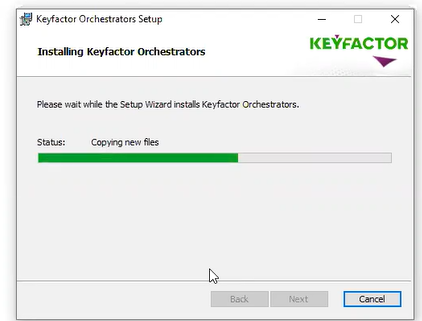 Keyfactor Orchestrators Setup
Installing Keyfactor Orchestrators
KEYFACTOR
Please wait while the Setup Wizard installs Keyfactor Orchestrators.
Status: Copying new files
Back Next Cancel